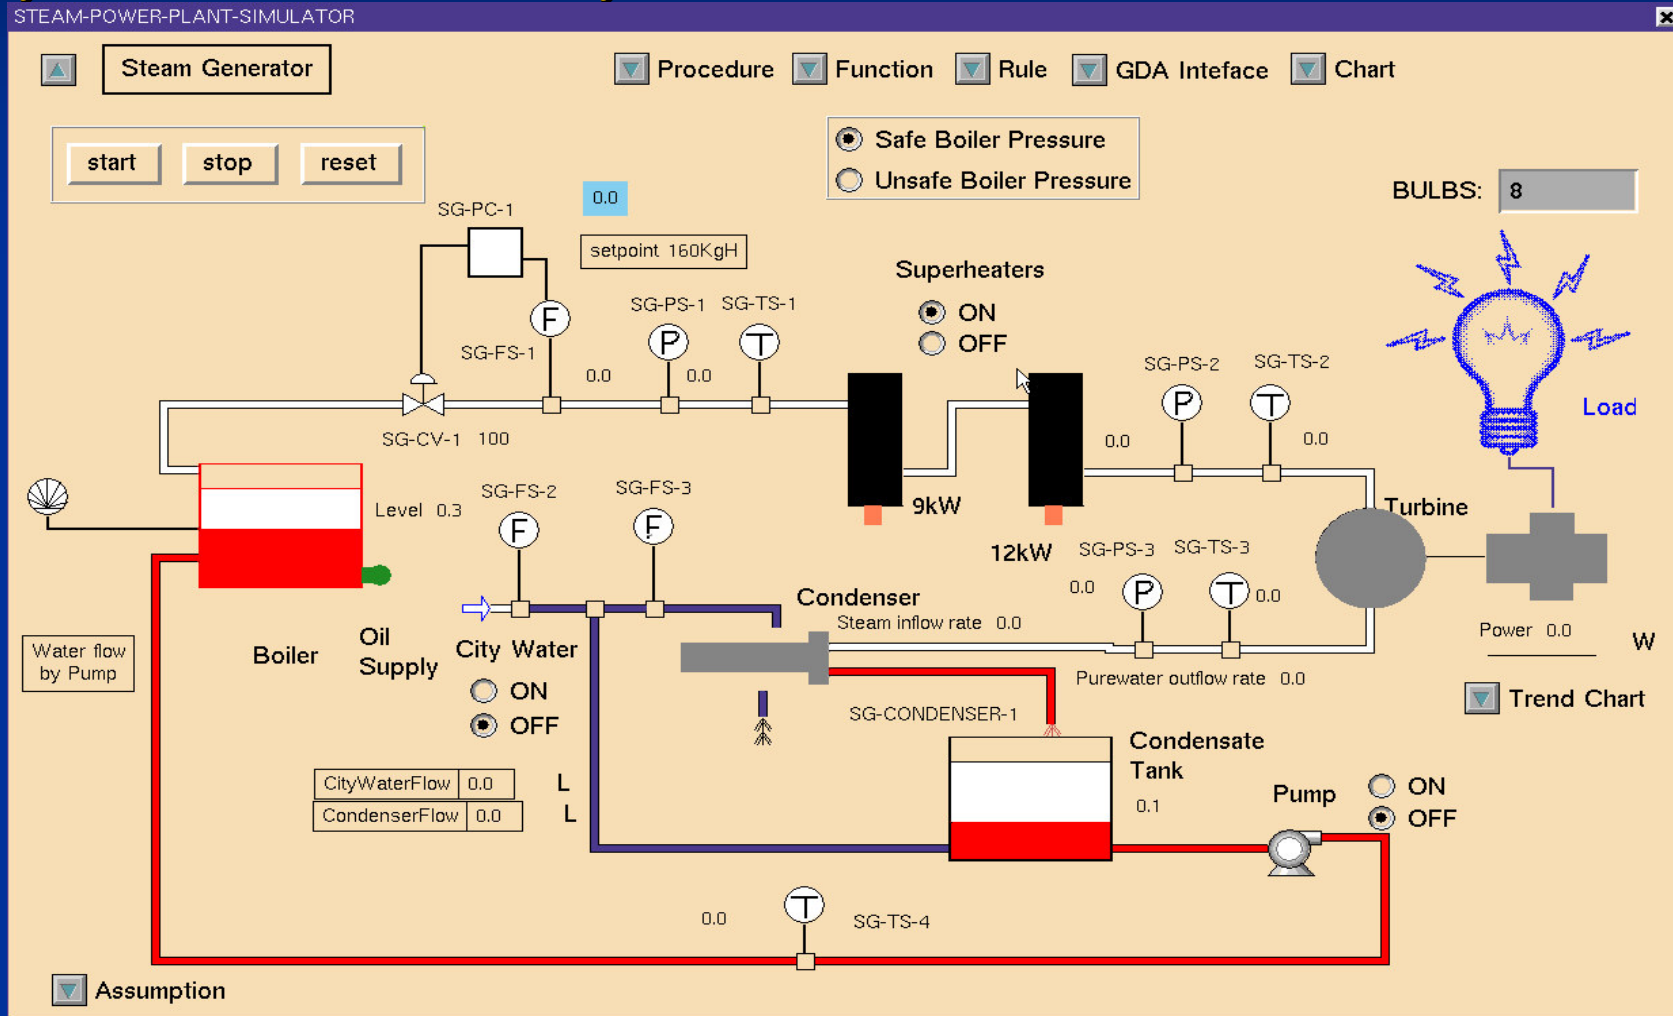 STEAM-POWER-PLANT-SIMULATOR
Steam Generator
Procedure
Function
Rule
GDA Inteface
Chart
start
stop
reset
Safe Boiler Pressure
Unsafe Boiler Pressure
BULBS: 8
SG-PC-1
0.0
setpoint 160KgH
Superheaters
ON
OFF
SG-PS-1
SG-TS-1
F
P
T
SG-FS-1
0.0
0.0
SG-PS-2
SG-TS-2
P
T
Load
SG-CV-1 100
0.0
0.0
Level 0.3
SG-FS-2
SG-FS-3
F
F
9kW
12kW
Turbine
SG-PS-3
SG-TS-3
0.0
P
T
0.0
Condenser
Steam inflow rate 0.0
Power 0.0
W
Water flow
by Pump
Boiler
Oil
Supply
City Water
ON
OFF
Purewater outflow rate 0.0
Trend Chart
SG-CONDENSER-1
Condensate
Tank
0.1
CityWaterFlow 0.0 L
CondenserFlow 0.0 L
Pump
ON
OFF
0.0
T
SG-TS-4
Assumption